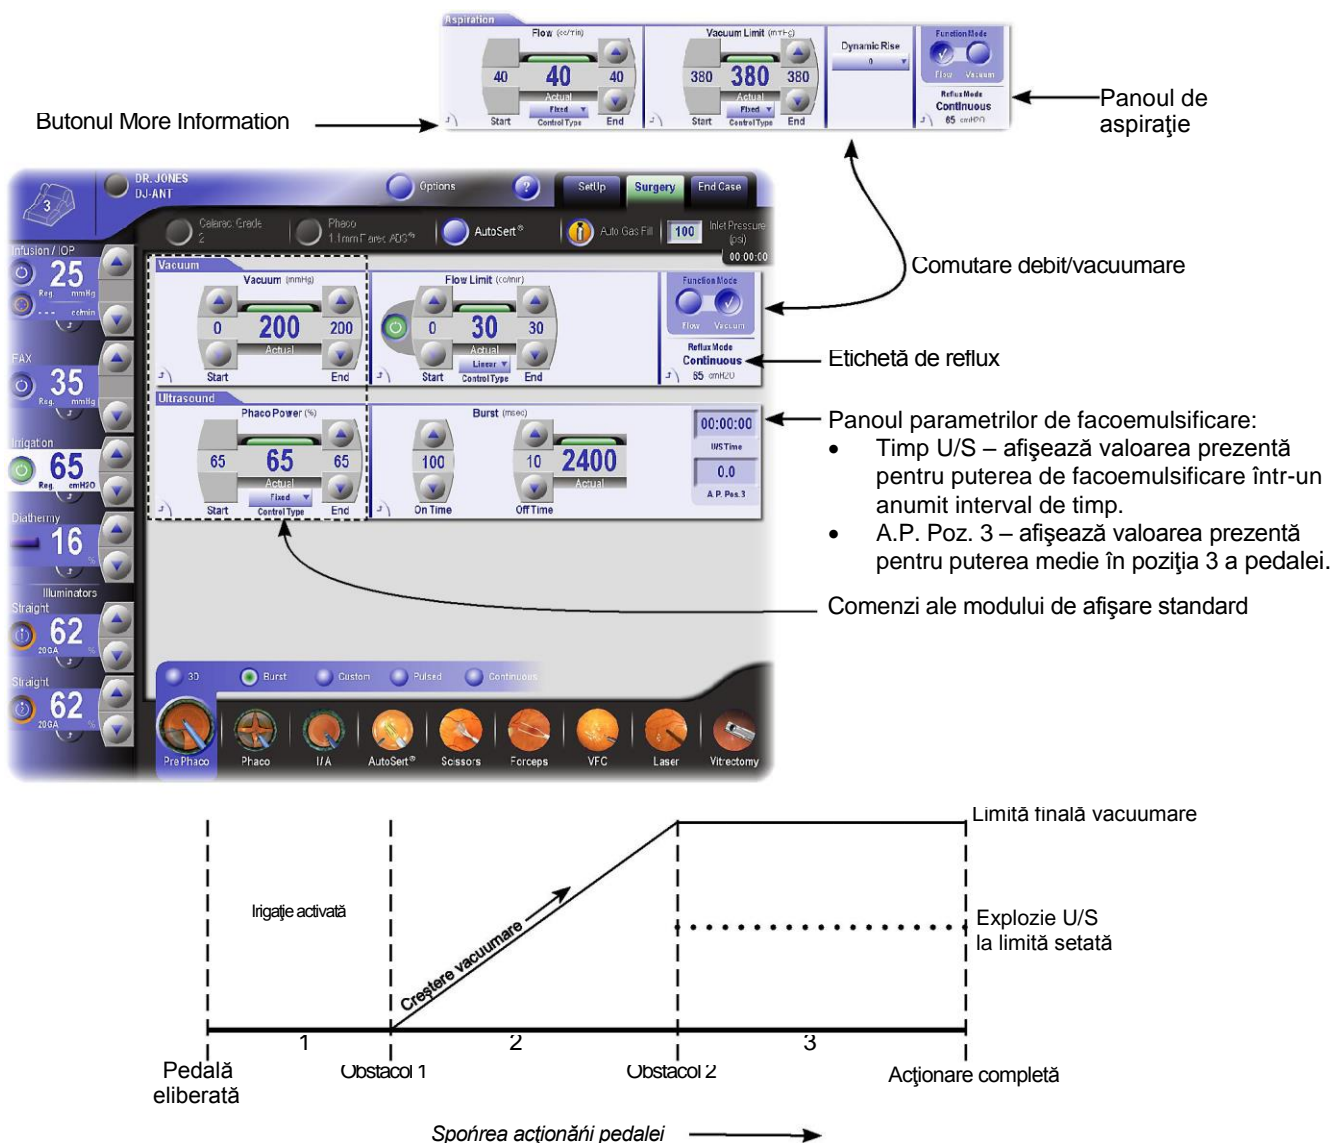 Aspiration
Flow (cc/min)
Vacuum Limit (mmHg)
Dynamic Rise
0
Function Mode
Flow Vacuum
40 40 40
Actual
Fixed
Start Control Type End
380 380 380
Actual
Fixed
Start Control Type End
Reflux Mode
Continuous
65 cmH2O
Butonul More Information
Panoul de
aspiraţie
3
DR. JONES
DJ-ANT
Options
?
SetUp
Surgery
End Case
Catarac. Grade
2
Phaco
AutoSert®
Auto Gas Fill
100
Inlet Pressure
(psi)
00:00:00
Infusion / IOP
25
Reg. mmHg
--- cc/min
FAX
35
Reg. mmHg
Irrigation
65
Reg. cmH2O
Diathermy
16
%
Illuminators
Straight
62
20GA %
Straight
62
20GA %
Vacuum
Vacuum (mmHg)
0 200 200
Actual
Start End
Flow Limit (cc/min)
0 30 30
Actual
Linear
Start Control Type End
Function Mode
Flow Vacuum
Reflux Mode
Continuous
65 cmH2O
Ultrasound
Phaco Power (%)
65 65 65
Actual
Fixed
Start Control Type End
Burst (msec)
100 10 2400
Actual
On Time Off Time
00:00:00
U/S Time
0.0
A.P. Pos. 3
Comutare debit/vacuumare
Etichetă de reflux
Panoul parametrilor de facoemulsificare:
• Timp U/S – afişează valoarea prezentă
pentru puterea de facoemulsificare într-un
anumit interval de timp.
• A.P. Poz. 3 – afişează valoarea prezentă
pentru puterea medie în poziţia 3 a pedalei.
Comenzi ale modului de afişare standard
3D Burst Custom Pulsed Continuous
Pre Phaco Phaco I/A AutoSert® Scissors Forceps VFC Laser Vitrectomy
Limită finală vacuumare
Irigaţie activată
Creştere vacuumare
Explozie U/S
la limită setată
1 2 3
Pedală
eliberată
Obstacol 1
Obstacol 2
Acţionare completă
Spońrea acţionăńi pedalei